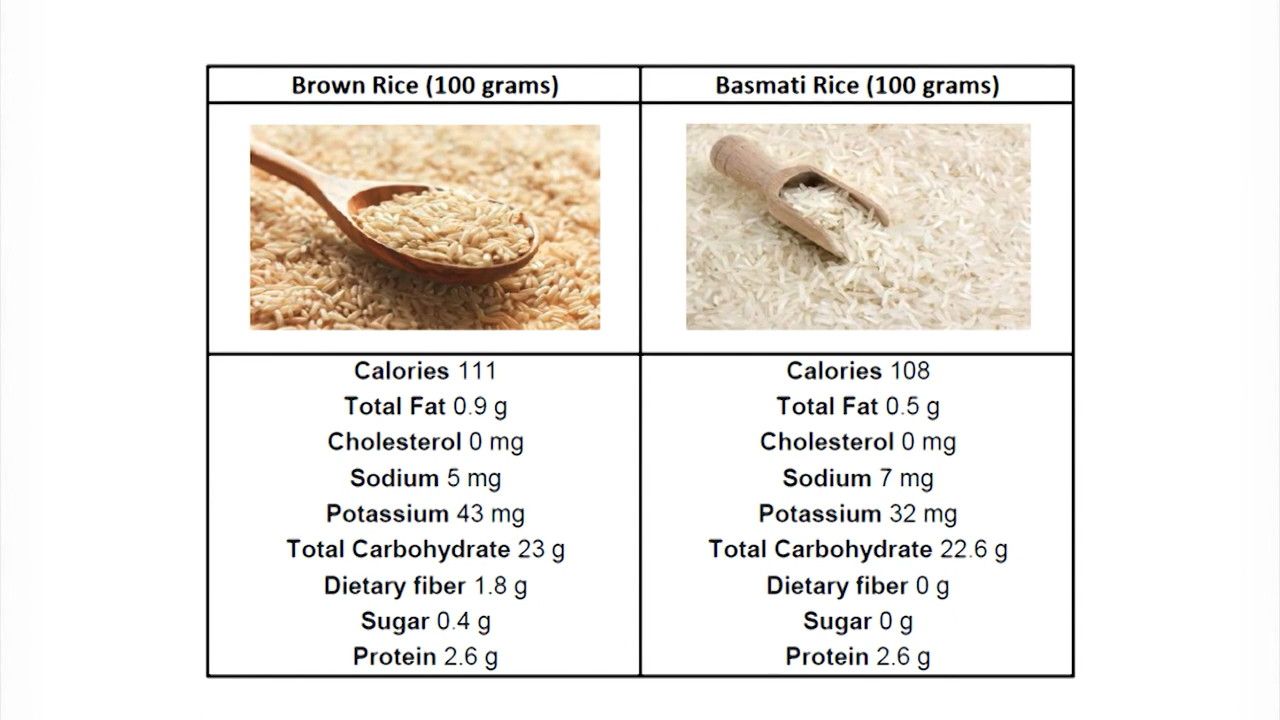 Brown Rice (100 grams)
Basmati Rice (100 grams)
Calories 111
Total Fat 0.9 g
Cholesterol 0 mg
Sodium 5 mg
Potassium 43 mg
Total Carbohydrate 23 g
Dietary fiber 1.8 g
Sugar 0.4 g
Protein 2.6 g
Calories 108
Total Fat 0.5 g
Cholesterol 0 mg
Sodium 7 mg
Potassium 32 mg
Total Carbohydrate 22.6 g
Dietary fiber 0 g
Sugar 0 g
Protein 2.6 g